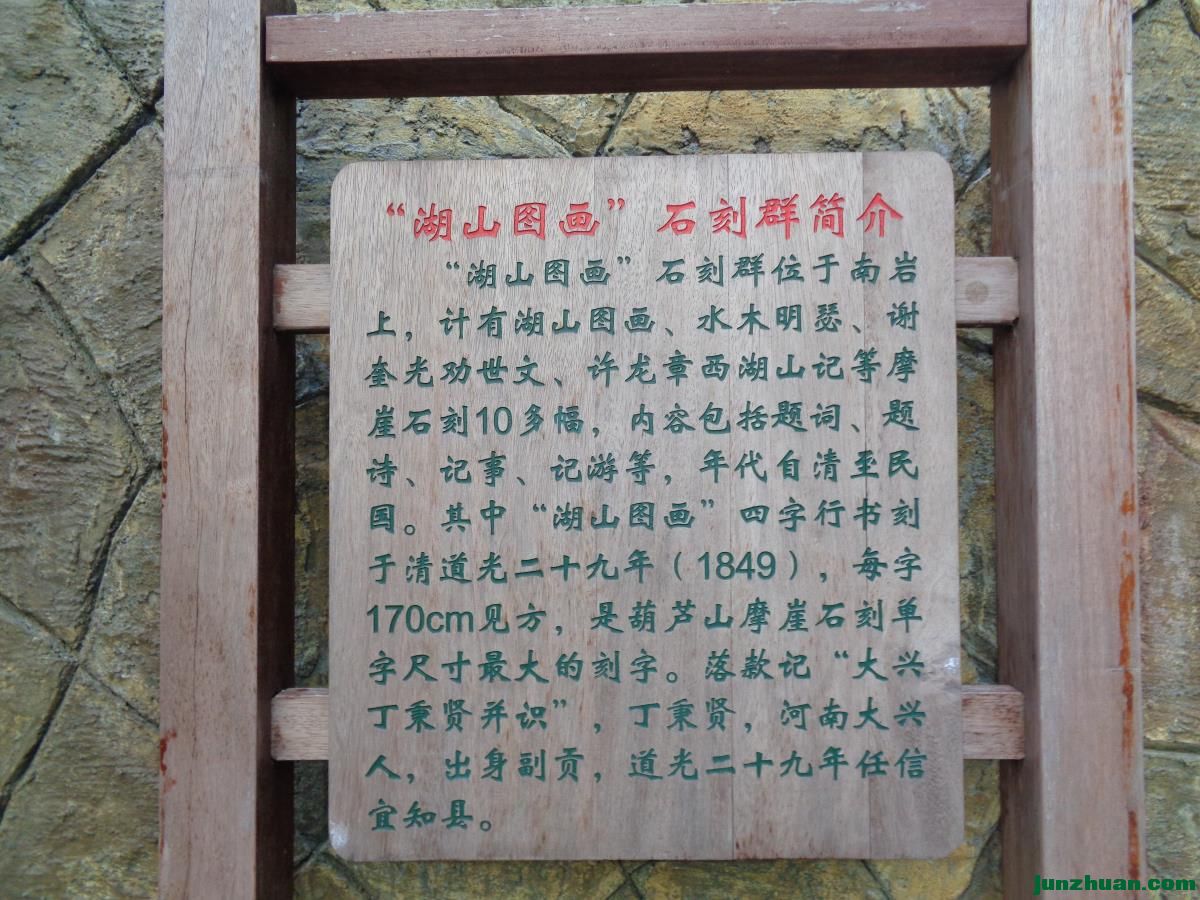 “湖山图画”石刻群简介
“湖山图画”石刻群位于南岩
上，计有湖山图画、水木明瑟、谢
奎光功世文、许龙章西湖山记等摩
崖石刻10多幅，内容包括题词、题
诗、记事、记游等，年代自清至民
国。其中“湖山图画”四字行书刻
于清道光二十九年（1849），每字
170cm见方，是葫芦山摩崖石刻单
字尺寸最大的刻字。落款记“大兴
丁秉贤并识”，丁秉贤，河南大兴
人，出身副贡，道光二十九年任信
宜知县。
junzhuan.com